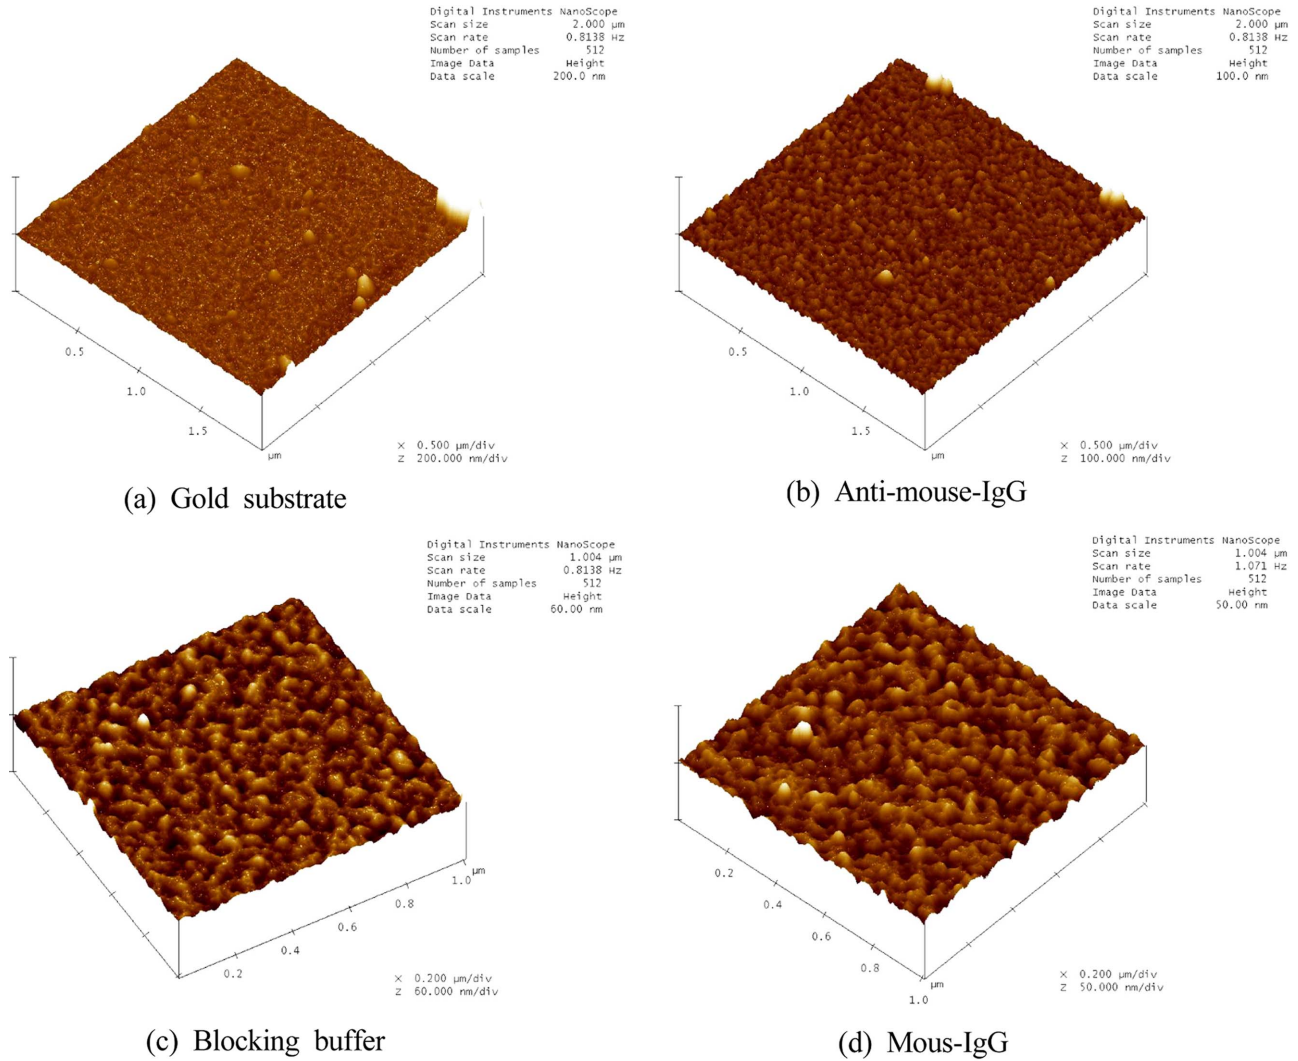 Digital Instruments NanoScope
Scan size 2.000 µm
Scan rate 0.8138 Hz
Number of samples 512
Image Data Height
Data scale 200.0 nm
0.5
1.0
1.5
µm
X 0.500 µm/div
Z 200.000 nm/div
(a) Gold substrate
Digital Instruments NanoScope
Scan size 2.000 µm
Scan rate 0.8138 Hz
Number of samples 512
Image Data Height
Data scale 100.0 nm
0.5
1.0
1.5
µm
X 0.500 µm/div
Z 100.000 nm/div
(b) Anti-mouse-IgG
Digital Instruments NanoScope
Scan size 1.004 µm
Scan rate 0.8138 Hz
Number of samples 512
Image Data Height
Data scale 60.00 nm
0.2
0.4
0.6
0.8
1.0
µm
X 0.200 µm/div
Z 60.000 nm/div
(c) Blocking buffer
Digital Instruments NanoScope
Scan size 1.004 µm
Scan rate 1.071 Hz
Number of samples 512
Image Data Height
Data scale 50.00 nm
0.2
0.4
0.6
0.8
1.0
µm
X 0.200 µm/div
Z 50.000 nm/div
(d) Mous-IgG